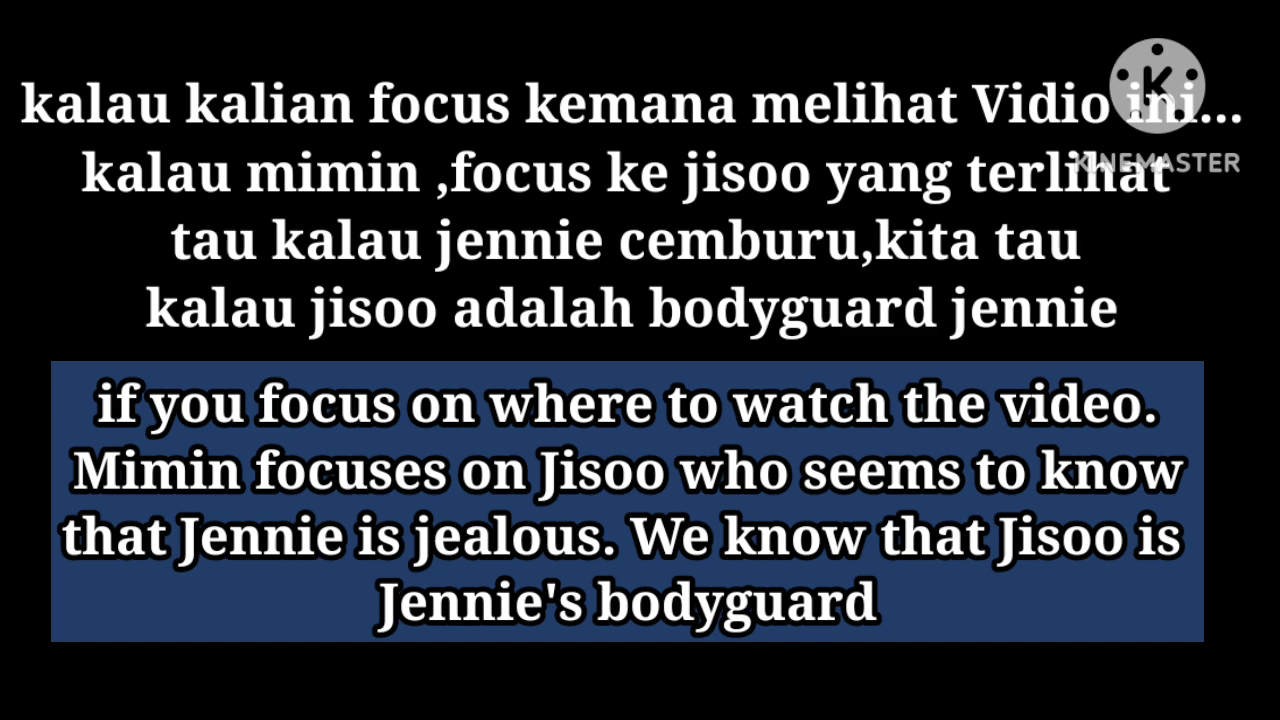 kalau kalian focus kemana melihat Vidio ini...
kalau mimin ,focus ke jisoo yang terlihat
tau kalau jennie cemburu,kita tau
kalau jisoo adalah bodyguard jennie
if you focus on where to watch the video.
Mimin focuses on Jisoo who seems to know
that Jennie is jealous. We know that Jisoo is
Jennie's bodyguard
K
KINEMASTER